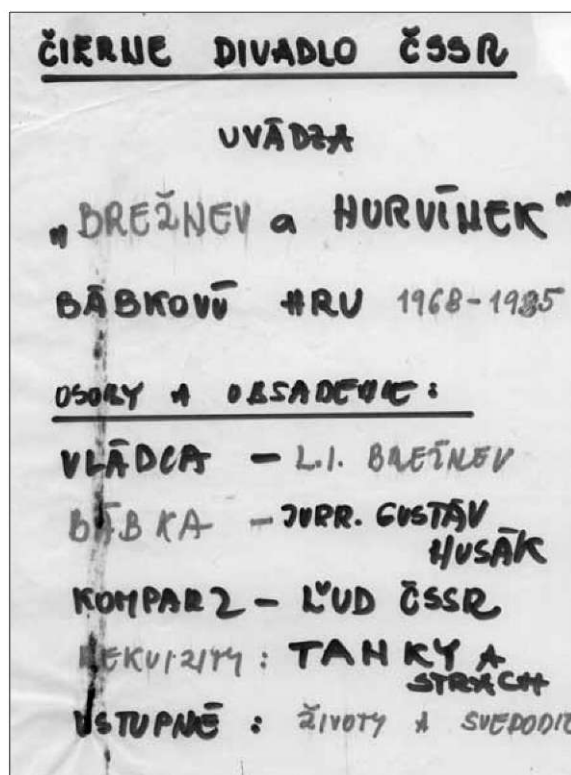 ČIERNE DIVADLO ČSSR
UVÁDZA
„BREŽNEV a HURVÍNEK"
BÁBKOVÚ HRU 1968-1985
OSOBY A OBSADENIE:
VLÁDCA - L.I. BREŽNEV
BÁBKA - JUDR. GUSTÁV
HUSÁK
KOMPARZ - ĽUD ČSSR
REKVIZITY: TANKY A
STRACH
VSTUPNÉ: ŽIVOTY A